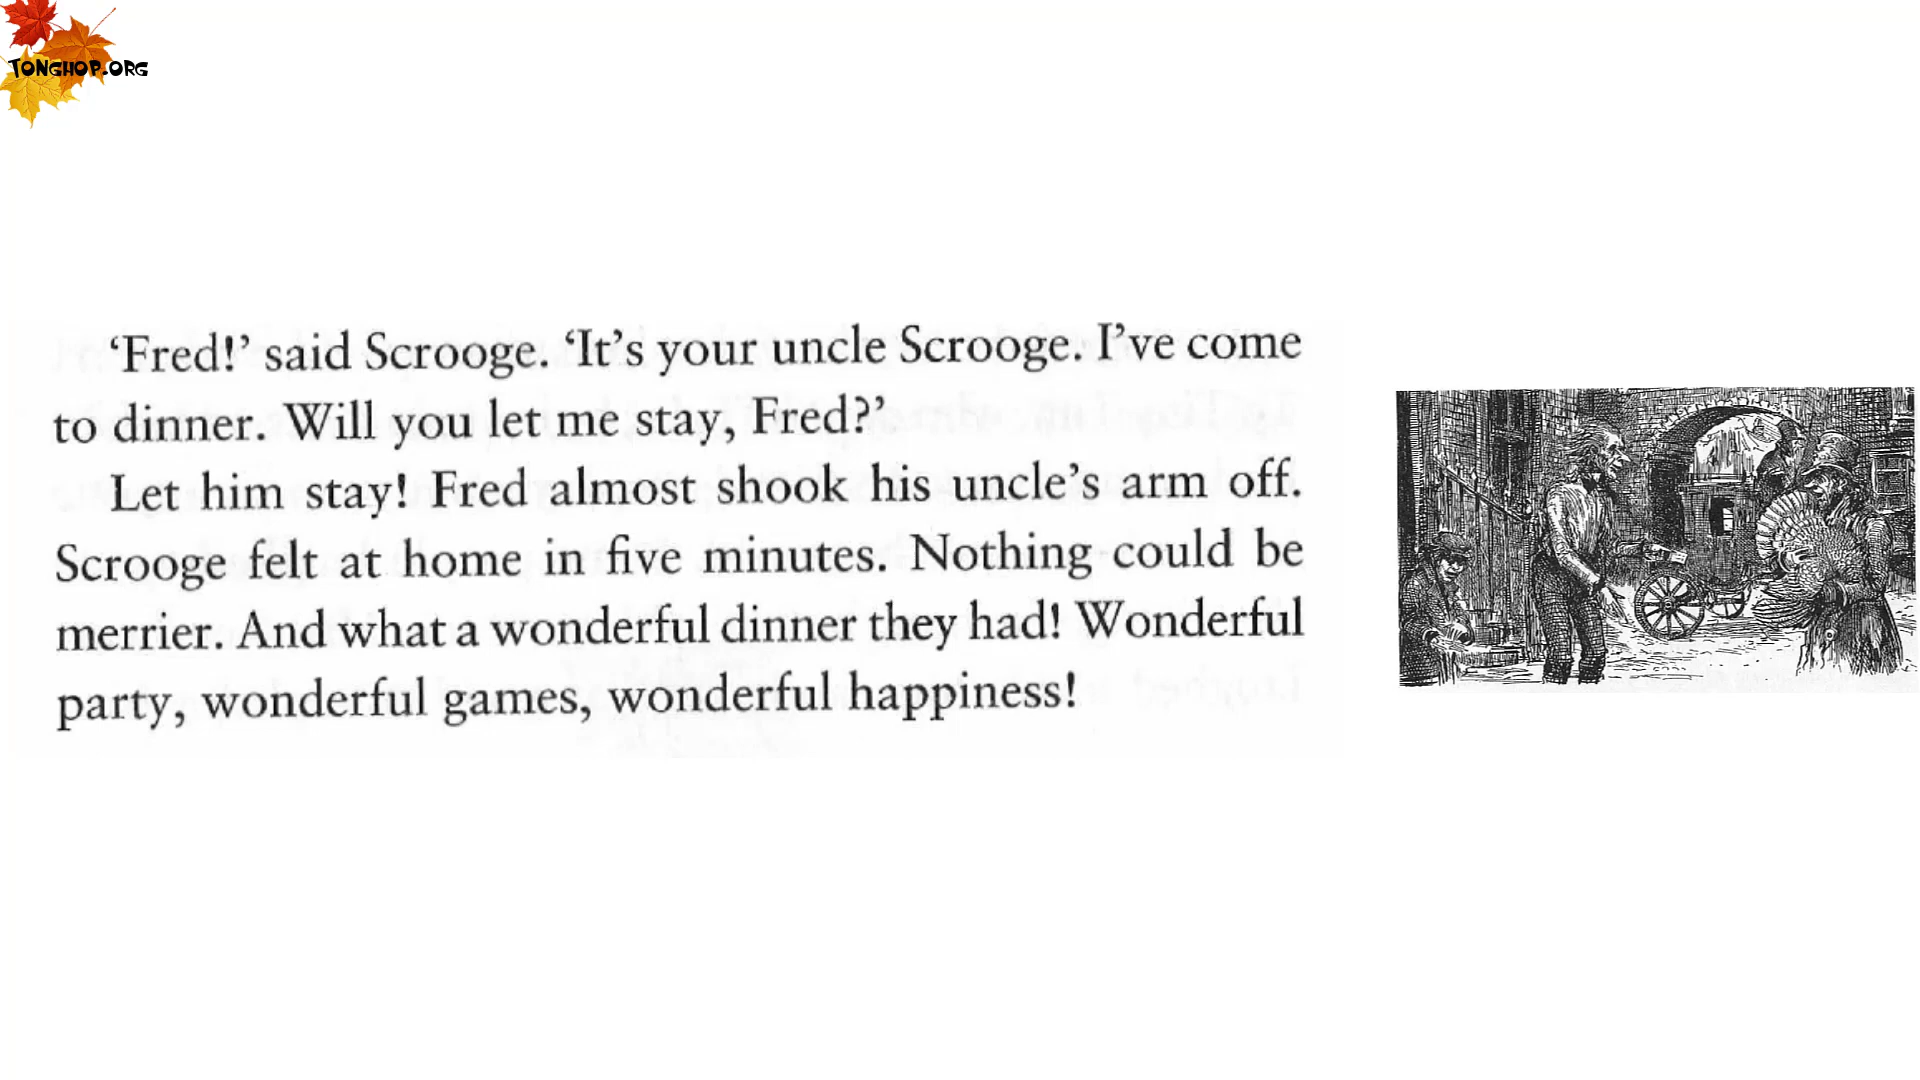 TONGHOP.ORG
‘Fred!’ said Scrooge. ‘It’s your uncle Scrooge. I’ve come
to dinner. Will you let me stay, Fred?’
Let him stay! Fred almost shook his uncle’s arm off.
Scrooge felt at home in five minutes. Nothing could be
merrier. And what a wonderful dinner they had! Wonderful
party, wonderful games, wonderful happiness!